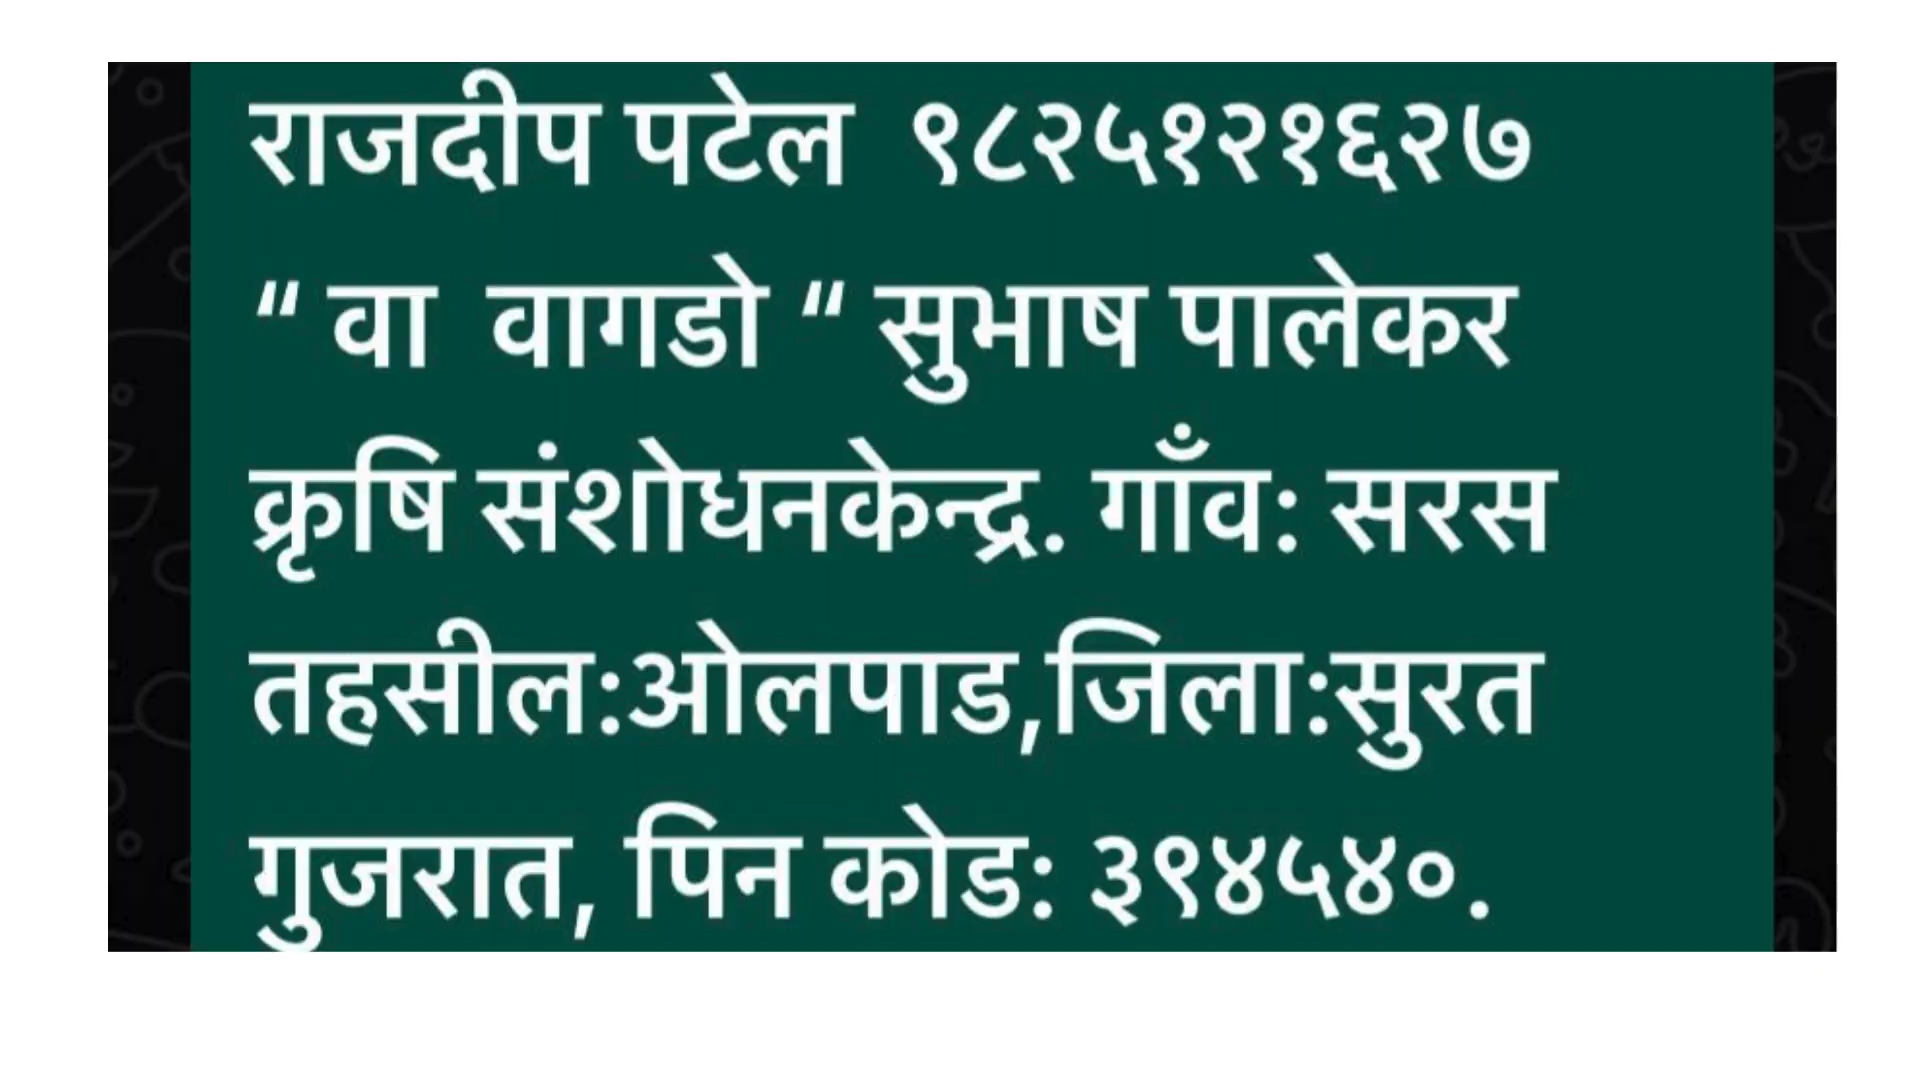 राजदीप पटेल  ९८२५१२१६२७
“ वा  वागडो “ सुभाष पालेकर
क्रृषि संशोधनकेन्द्र. गाँव: सरस
तहसील:ओलपाड,जिला:सुरत
गुजरात, पिन कोड: ३९४५४०.